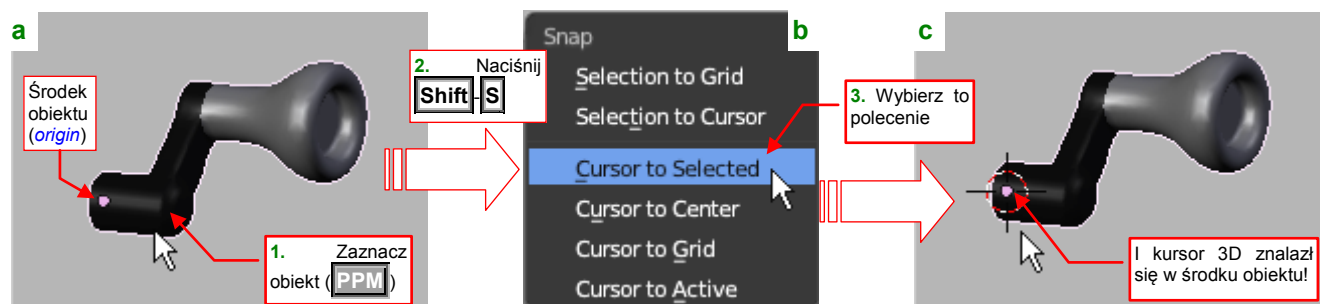 a
Środek
obiektu
(origin)
1. Zaznacz
obiekt (PPM)
2. Naciśnij
Shift-S
b
Snap
Selection to Grid
Selection to Cursor
Cursor to Selected
Cursor to Center
Cursor to Grid
Cursor to Active
3. Wybierz to
polecenie
c
I kursor 3D znalazł
się w środku obiektu!